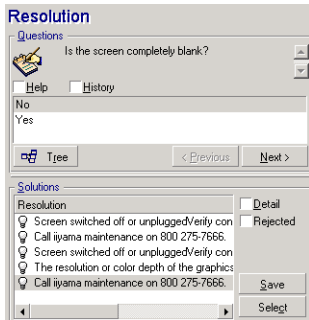 Resolution
Questions
Is the screen completely blank?
Help History
No
Yes
Tree < Previous Next >
Solutions
Resolution
Detail
Screen switched off or unpluggedVerify con
Rejected
Call iiyama maintenance on 800 275-7666.
Screen switched off or unpluggedVerify con
The resolution or color depth of the graphics
Call iiyama maintenance on 800 275-7666.
Save
Select